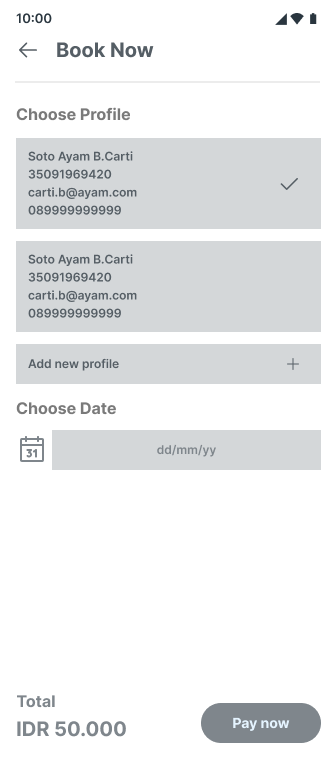 10:00
Book Now
Choose Profile
Soto Ayam B.Carti
35091969420
carti.b@ayam.com
089999999999
Soto Ayam B.Carti
35091969420
carti.b@ayam.com
089999999999
Add new profile
Choose Date
31
dd/mm/yy
Total
IDR 50.000
Pay now